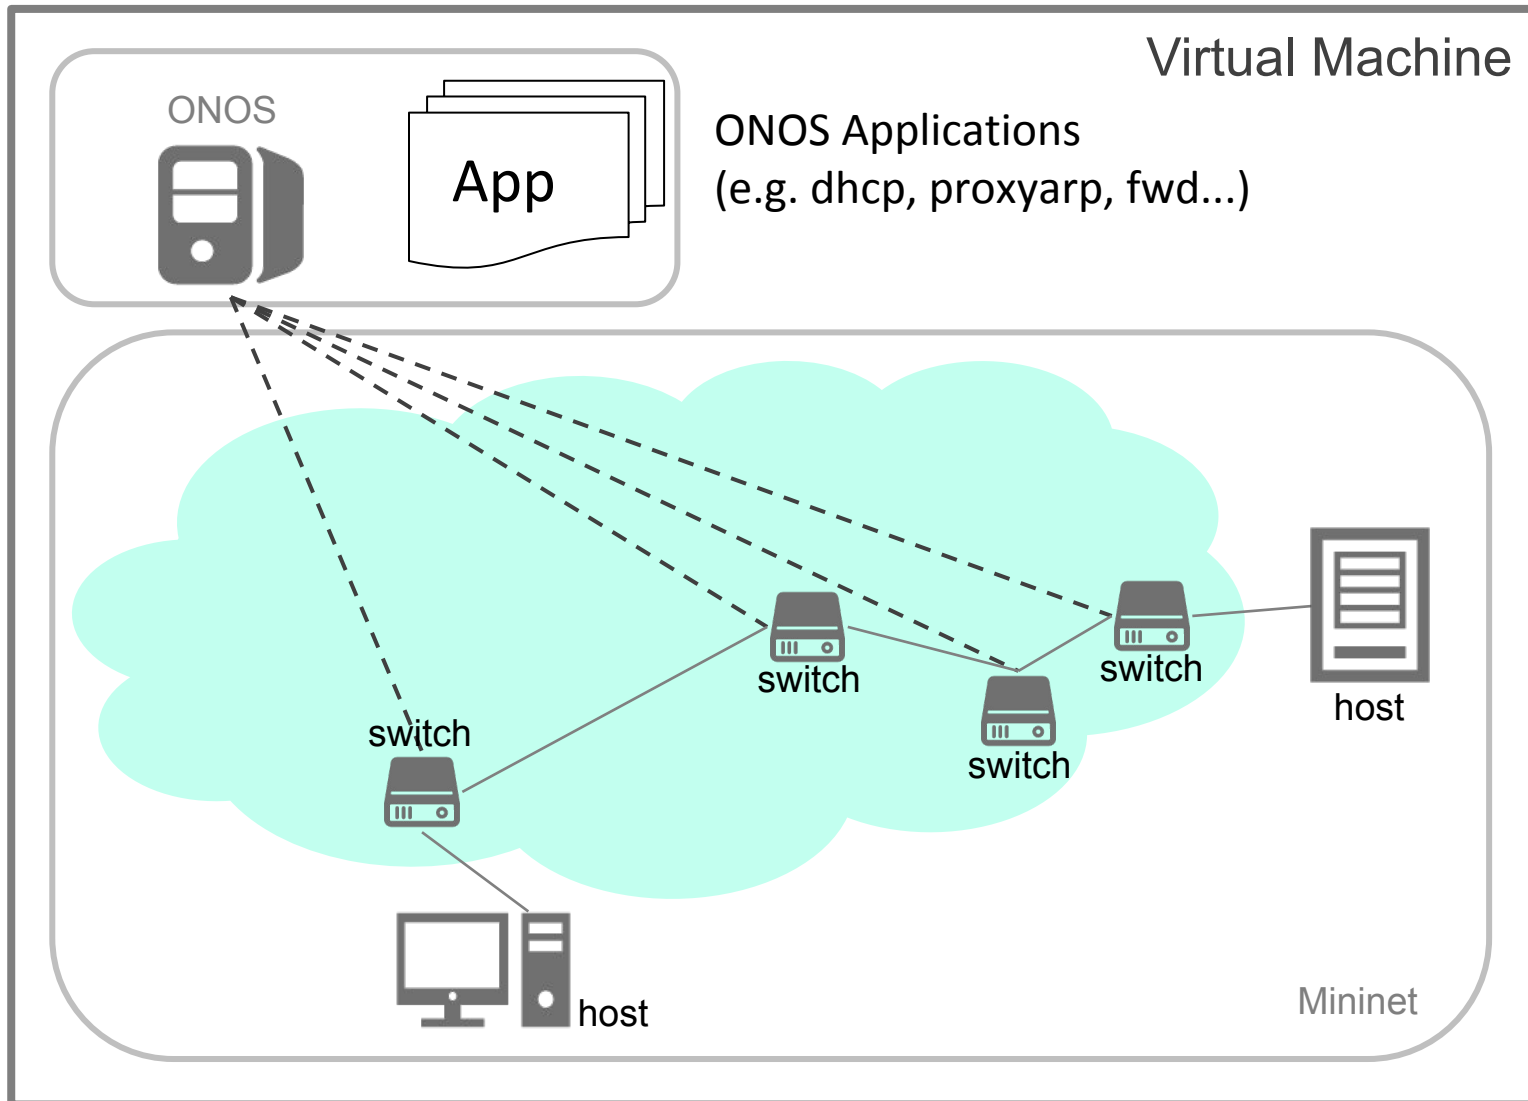 Virtual Machine
ONOS
App
ONOS Applications
(e.g. dhcp, proxyarp, fwd...)
switch
switch
switch
switch
host
host
Mininet